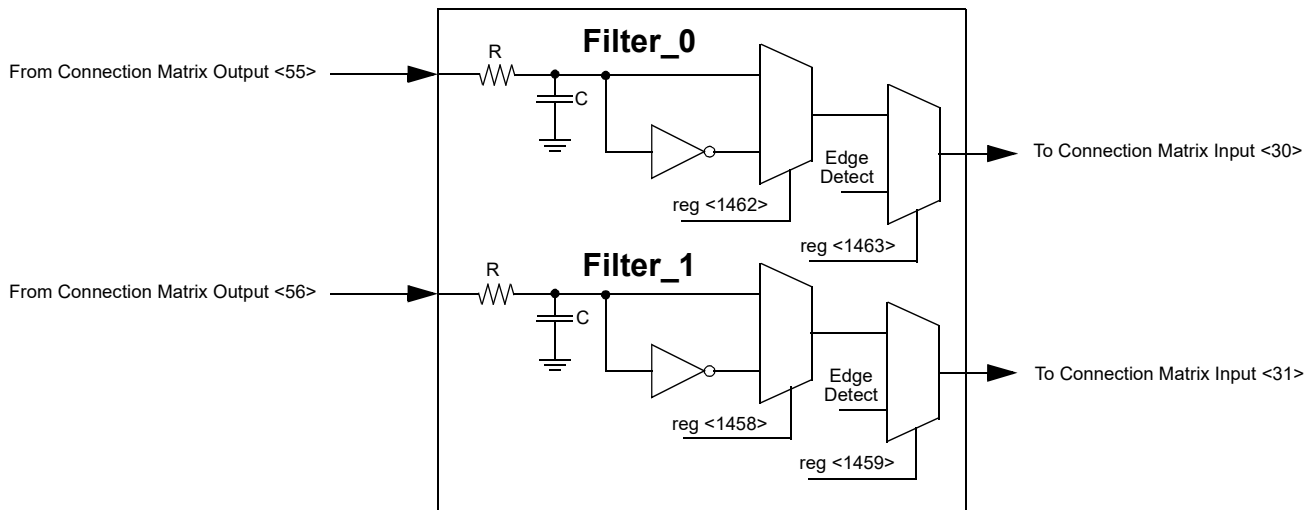 Filter_0
R
From Connection Matrix Output <55>
C
To Connection Matrix Input <30>
Edge
Detect
reg <1462>
reg <1463>
Filter_1
R
From Connection Matrix Output <56>
C
To Connection Matrix Input <31>
Edge
Detect
reg <1458>
reg <1459>